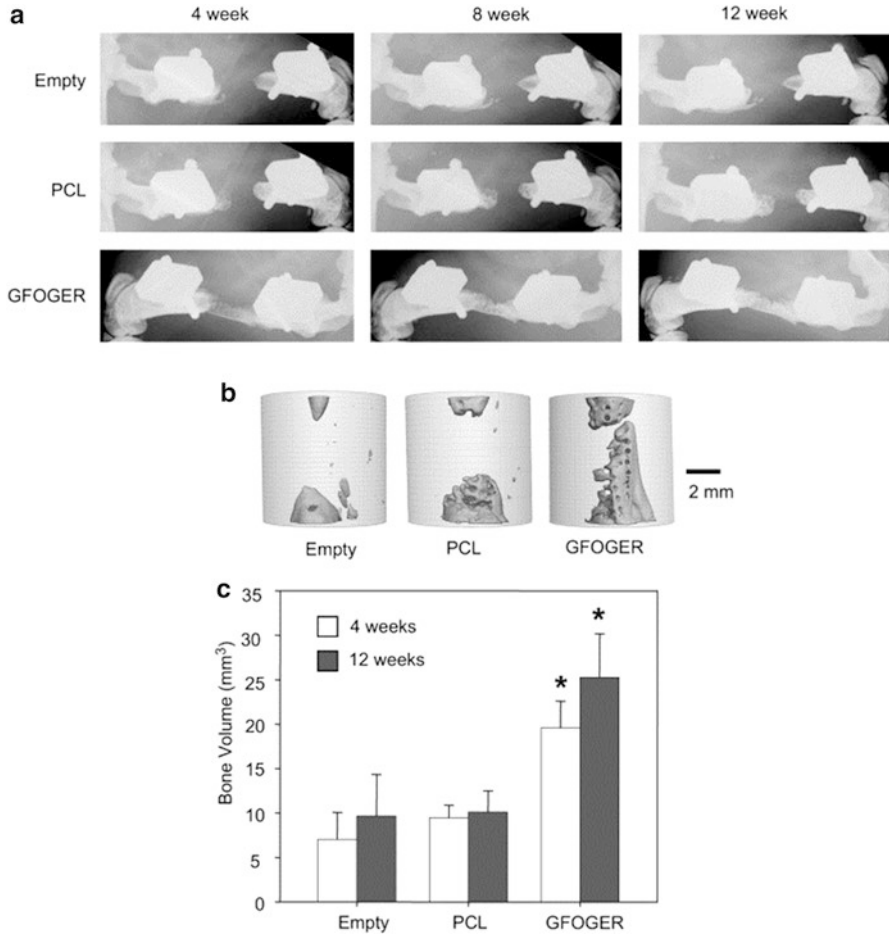 a
4 week 8 week 12 week
Empty
PCL
GFOGER
b
2 mm
Empty PCL GFOGER
c
35
30
25
20
15
10
5
0
Bone Volume (mm³)
4 weeks
12 weeks
*
*
Empty PCL GFOGER